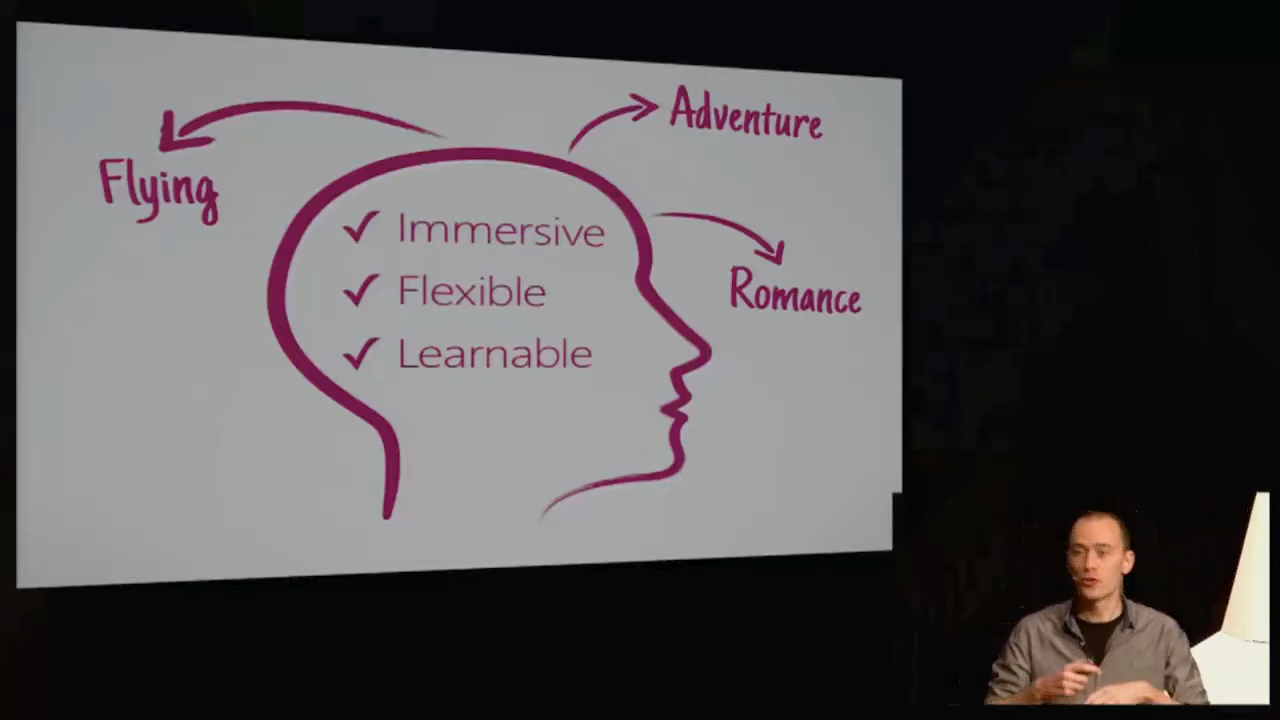 Adventure
Flying
Romance
✓ Immersive
✓ Flexible
✓ Learnable